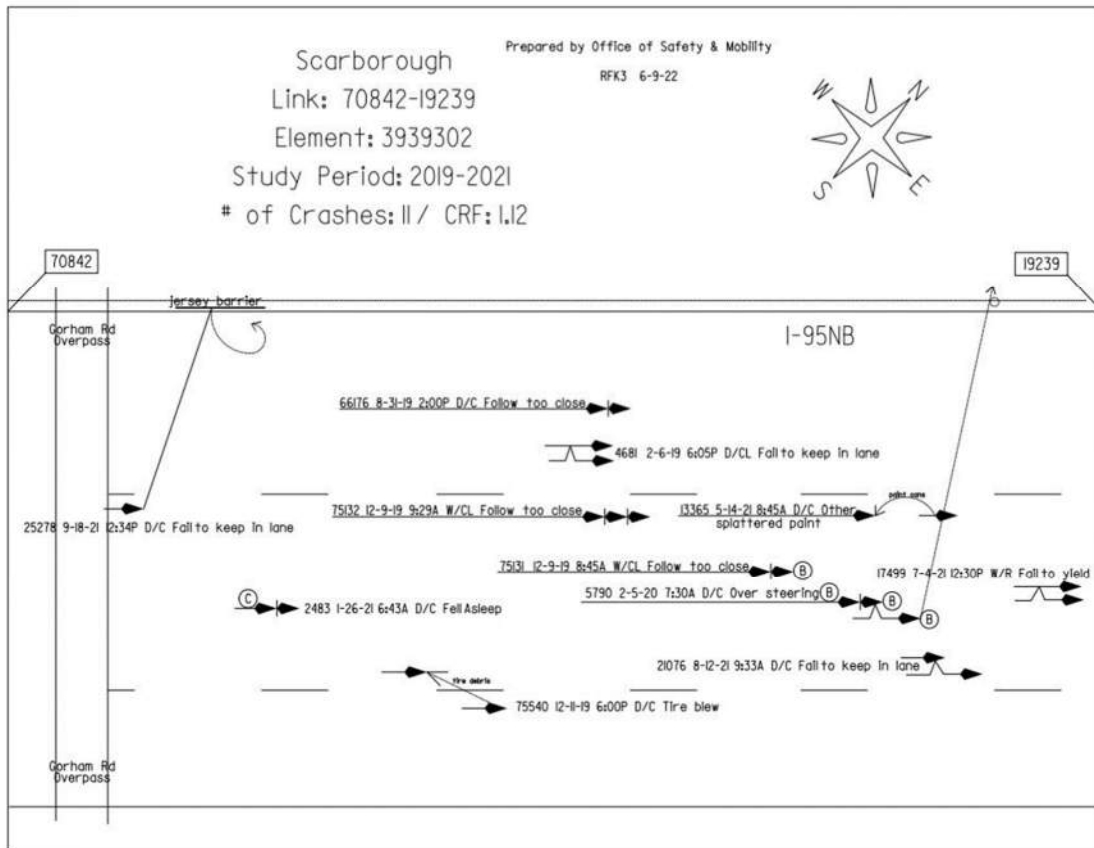 Scarborough
Link: 70842-19239
Element: 3939302
Study Period: 2019-2021
# of Crashes: 11 / CRF: 1.12
Prepared by Office of Safety & Mobility
RFK3 6-9-22
W
N
S
E
70842
19239
jersey barrier
Gorham Rd
Overpass
I-95NB
66176 8-31-19 2:00P D/C Follow too close
4681 2-6-19 6:05P D/CL Fail to keep in lane
paint cans
25278 9-18-21 12:34P D/C Fail to keep in lane
75132 12-9-19 9:29A W/CL Follow too close
13365 5-14-21 8:45A D/C Other
splattered paint
75131 12-9-19 8:45A W/CL Follow too close
B
17499 7-4-21 12:30P W/R Fail to yield
5790 2-5-20 7:30A D/C Over steering
B
B
B
C
2483 1-26-21 6:43A D/C Fell Asleep
21076 8-12-21 9:33A D/C Fail to keep in lane
tire debris
75540 12-11-19 6:00P D/C Tire blew
Gorham Rd
Overpass